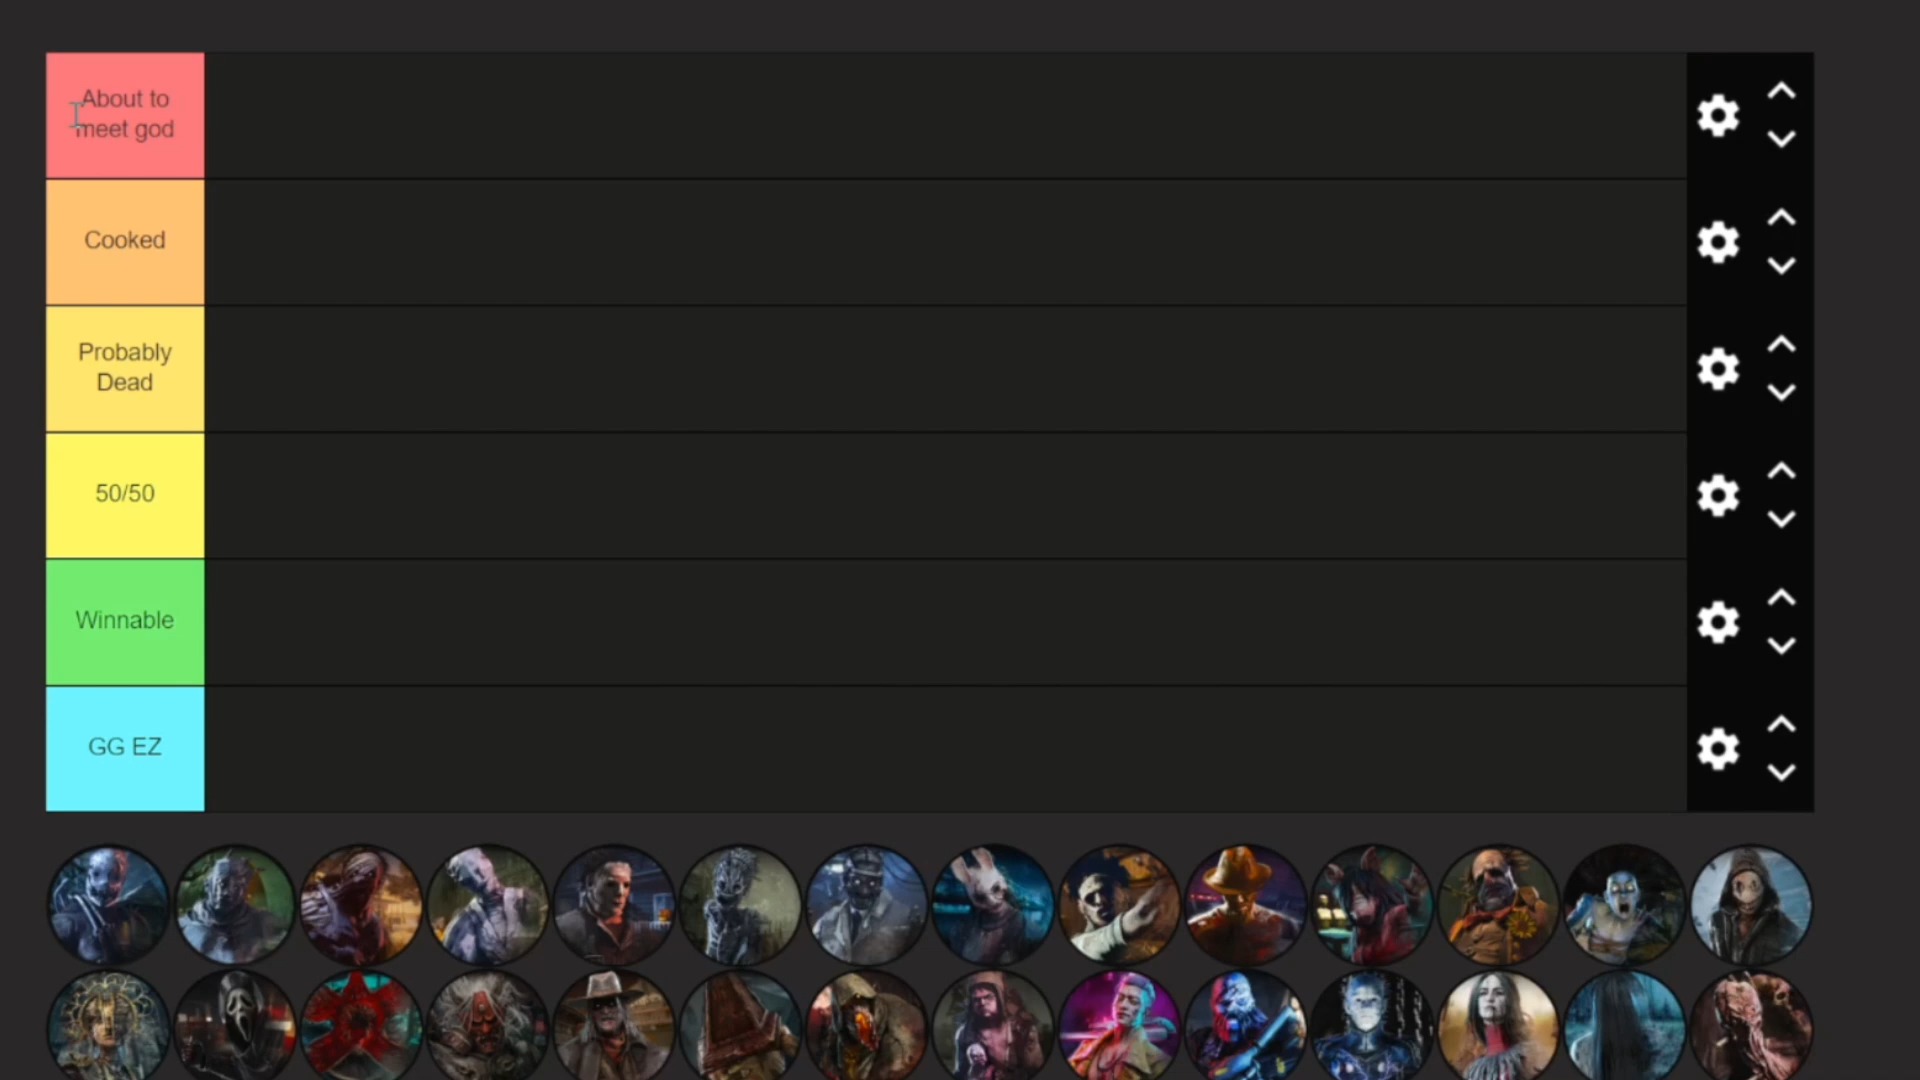 About to
meet god
Cooked
Probably
Dead
50/50
Winnable
GG EZ